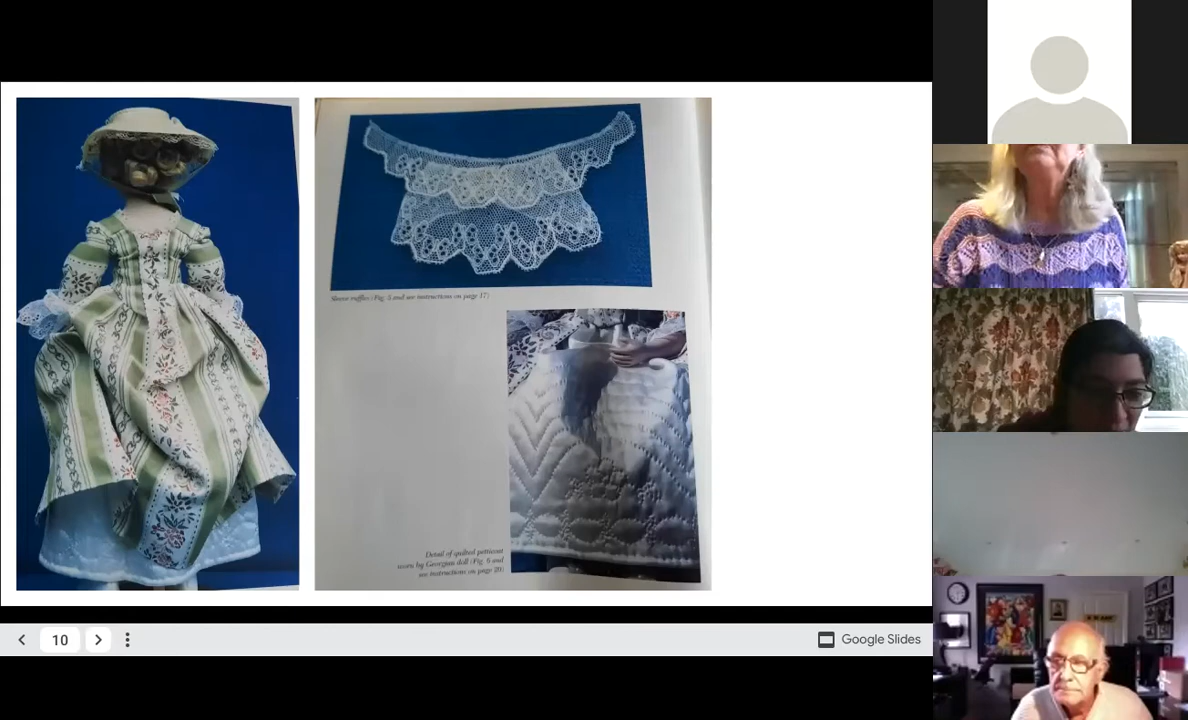 Sleeve ruffles (Fig. 5 and see instructions on page 17)
Detail of quilted petticoat
worn by Georgian doll (Fig. 6 and
see instructions on page 20)
10
Google Slides